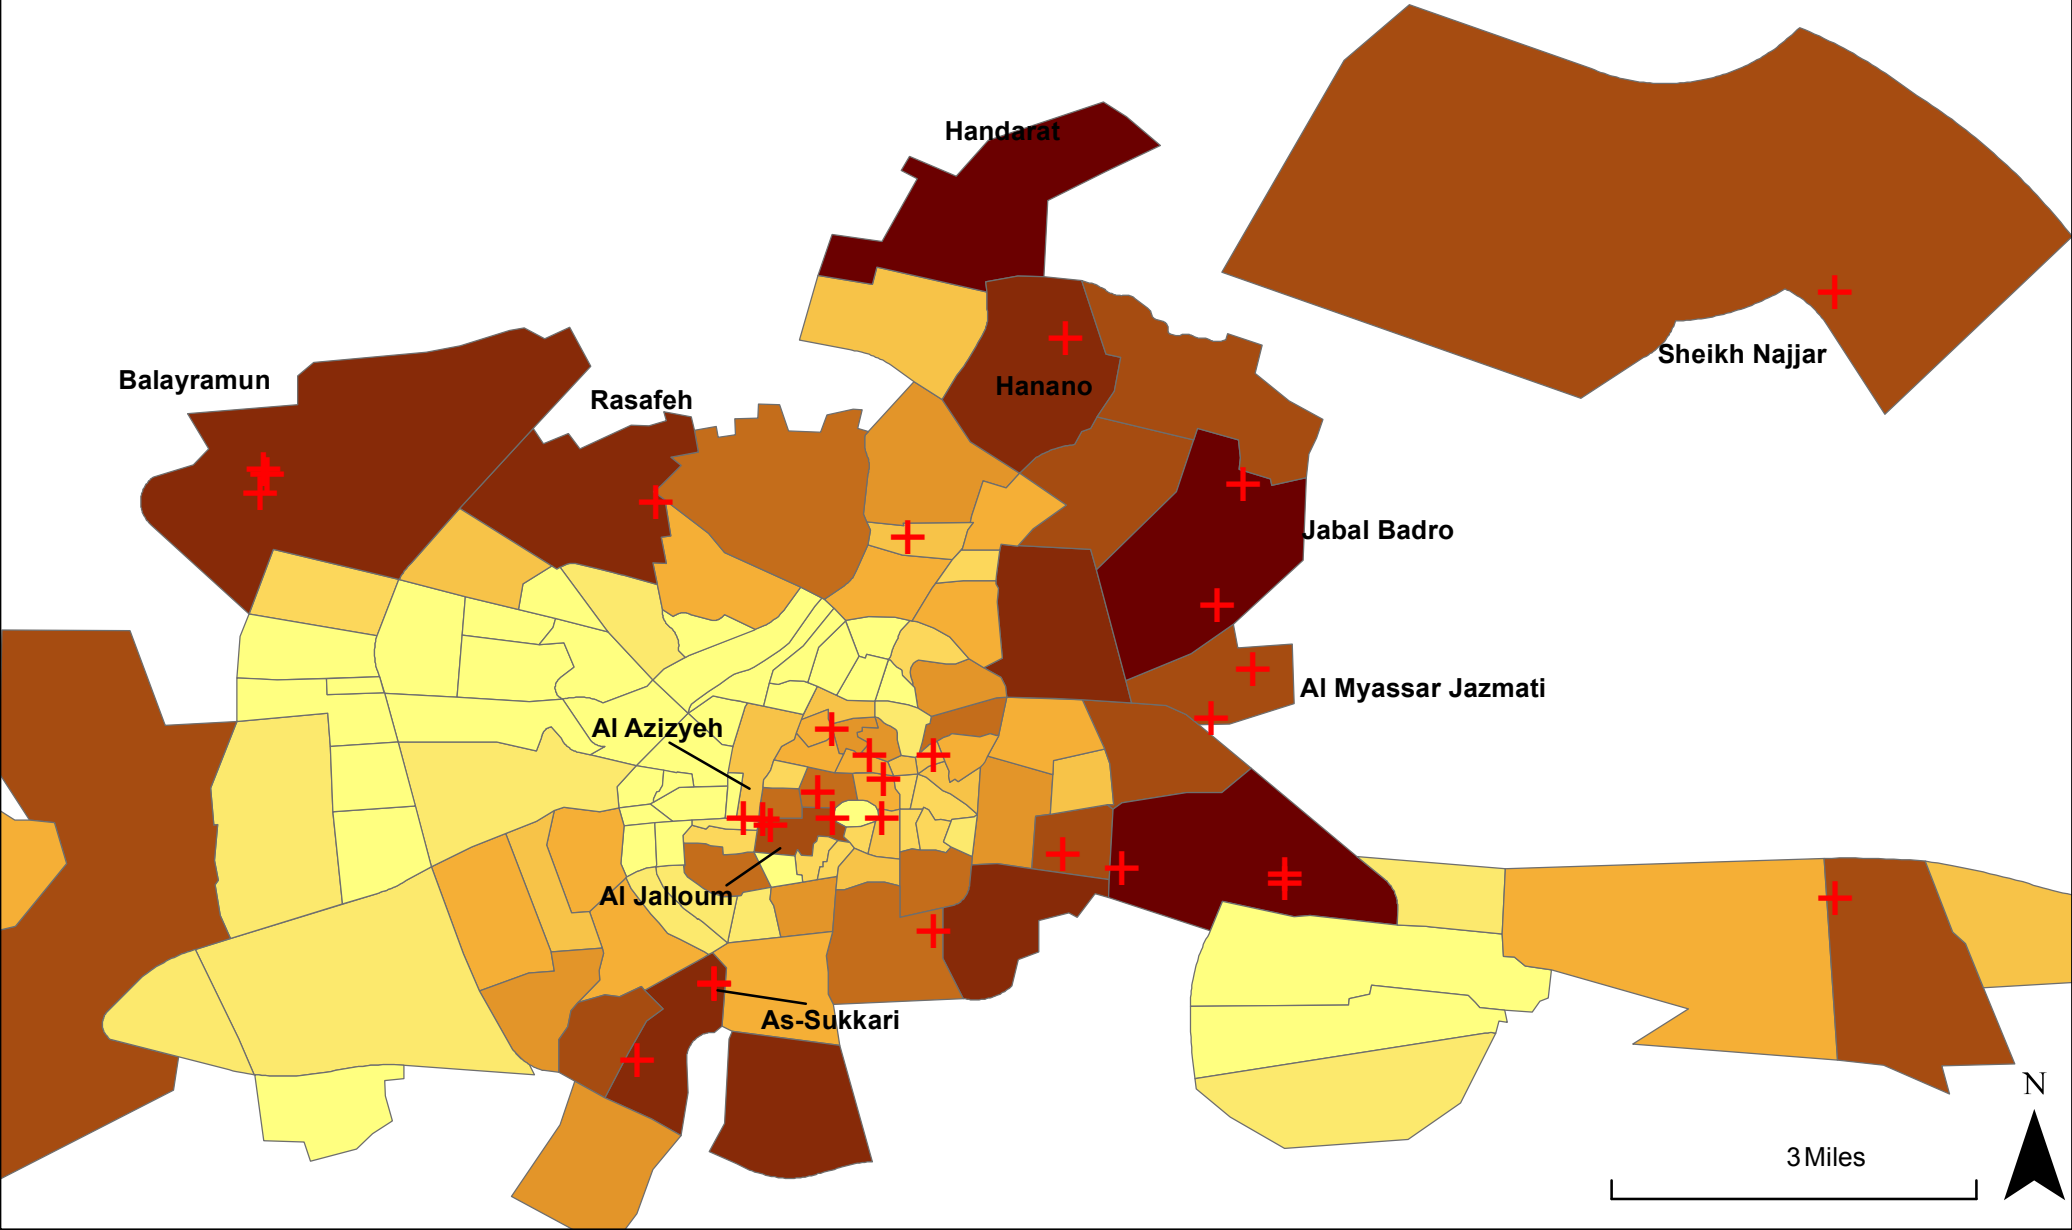 Handarat
Sheikh Najjar
Balayramun
Hanano
Rasafeh
Jabal Badro
Al Myassar Jazmati
Al Azizyeh
Al Jalloum
As-Sukkari
N
3 Miles